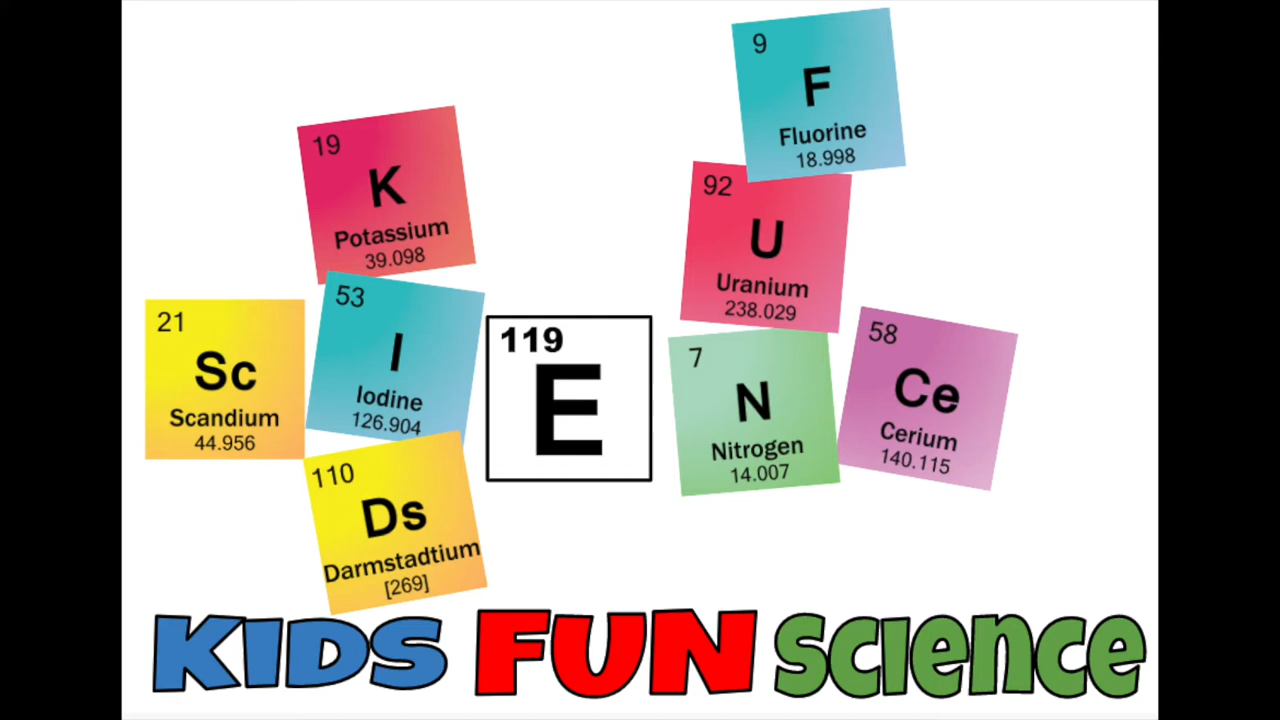 9
F
Fluorine
18.998
19
K
Potassium
39.098
92
U
Uranium
238.029
21
Sc
Scandium
44.956
53
I
Iodine
126.904
119
E
7
N
Nitrogen
14.007
58
Ce
Cerium
140.115
110
Ds
Darmstadtium
[269]
KIDS FUN SCIENCE